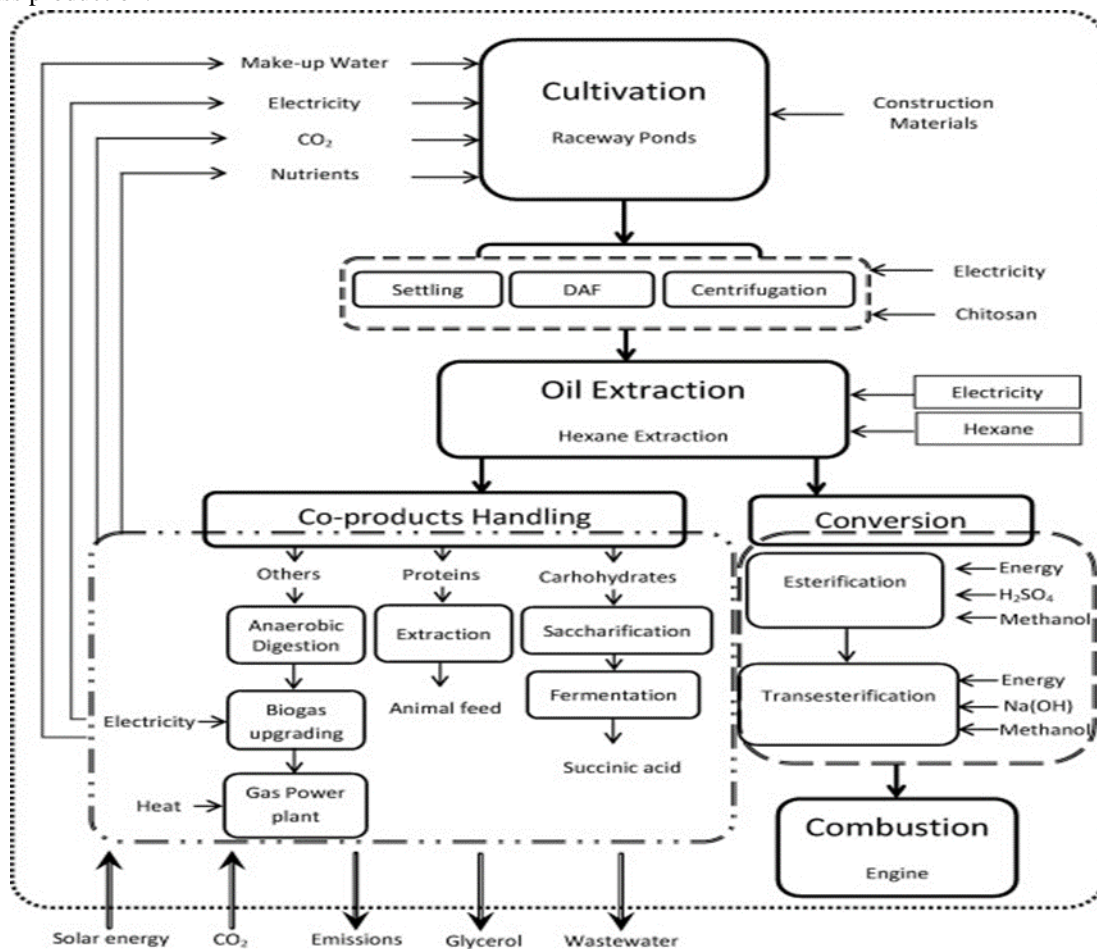 Make-up Water
Electricity
CO₂
Nutrients
Cultivation
Raceway Ponds
Construction
Materials
Settling
DAF
Centrifugation
Electricity
Chitosan
Oil Extraction
Hexane Extraction
Electricity
Hexane
Co-products Handling
Conversion
Others
Proteins
Carhohydrates
Anaerobic
Digestion
Extraction
Saccharification
Biogas
upgrading
Electricity
Animal feed
Fermentation
Gas Power
plant
Heat
Succinic acid
Esterification
Energy
H₂SO₄
Methanol
Transesterification
Energy
Na(OH)
Methanol
Combustion
Engine
Solar energy
CO₂
Emissions
Glycerol
Wastewater